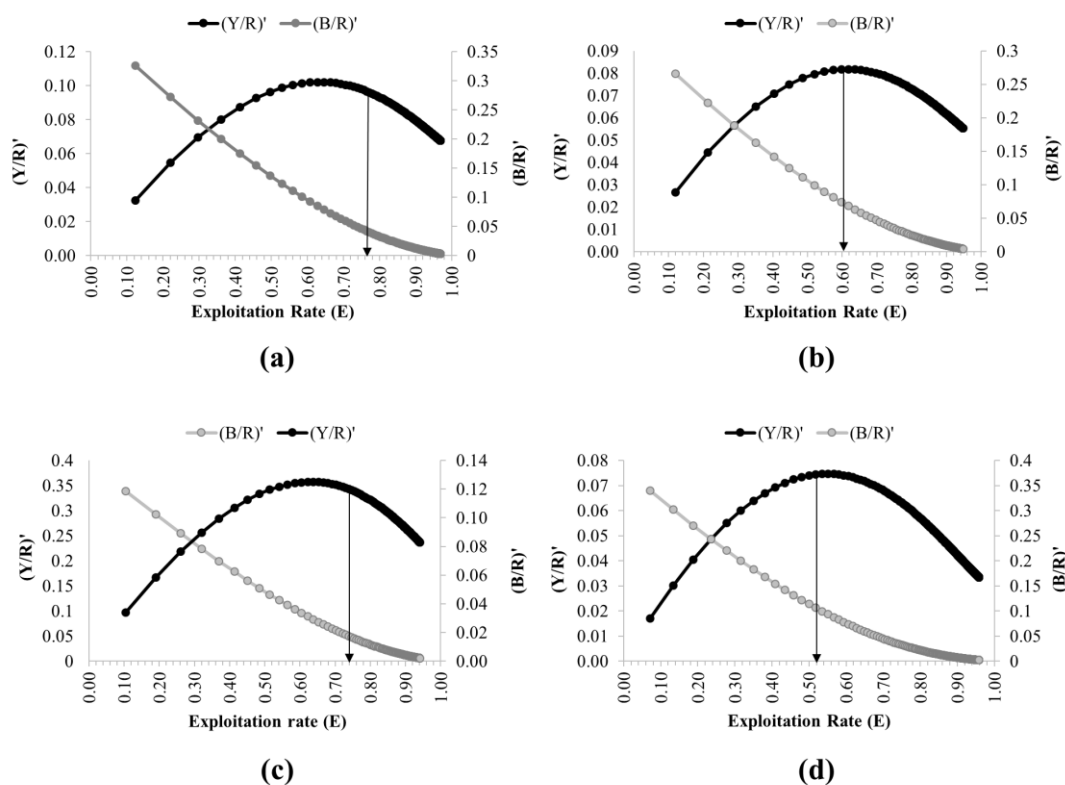 (Y/R)' (B/R)'
0.12 0.10 0.08 0.06 0.04 0.02 0.00
(Y/R)'
0.35 0.3 0.25 0.2 0.15 0.1 0.05 0
(B/R)'
0.00 0.10 0.20 0.30 0.40 0.50 0.60 0.70 0.80 0.90 1.00
Exploitation Rate (E)
(a)
(Y/R)' (B/R)'
0.09 0.08 0.07 0.06 0.05 0.04 0.03 0.02 0.01 0.00
(Y/R)'
0.3 0.25 0.2 0.15 0.1 0.05 0
(B/R)'
0.00 0.10 0.20 0.30 0.40 0.50 0.60 0.70 0.80 0.90 1.00
Exploitation Rate (E)
(b)
(B/R)' (Y/R)'
0.4 0.35 0.3 0.25 0.2 0.15 0.1 0.05 0
(Y/R)'
0.14 0.12 0.10 0.08 0.06 0.04 0.02 0.00
(B/R)'
0.00 0.10 0.20 0.30 0.40 0.50 0.60 0.70 0.80 0.90 1.00
Exploitation rate (E)
(c)
(Y/R)' (B/R)'
0.08 0.07 0.06 0.05 0.04 0.03 0.02 0.01 0.00
(Y/R)'
0.4 0.35 0.3 0.25 0.2 0.15 0.1 0.05 0
(B/R)'
0.00 0.10 0.20 0.30 0.40 0.50 0.60 0.70 0.80 0.90 1.00
Exploitation Rate (E)
(d)